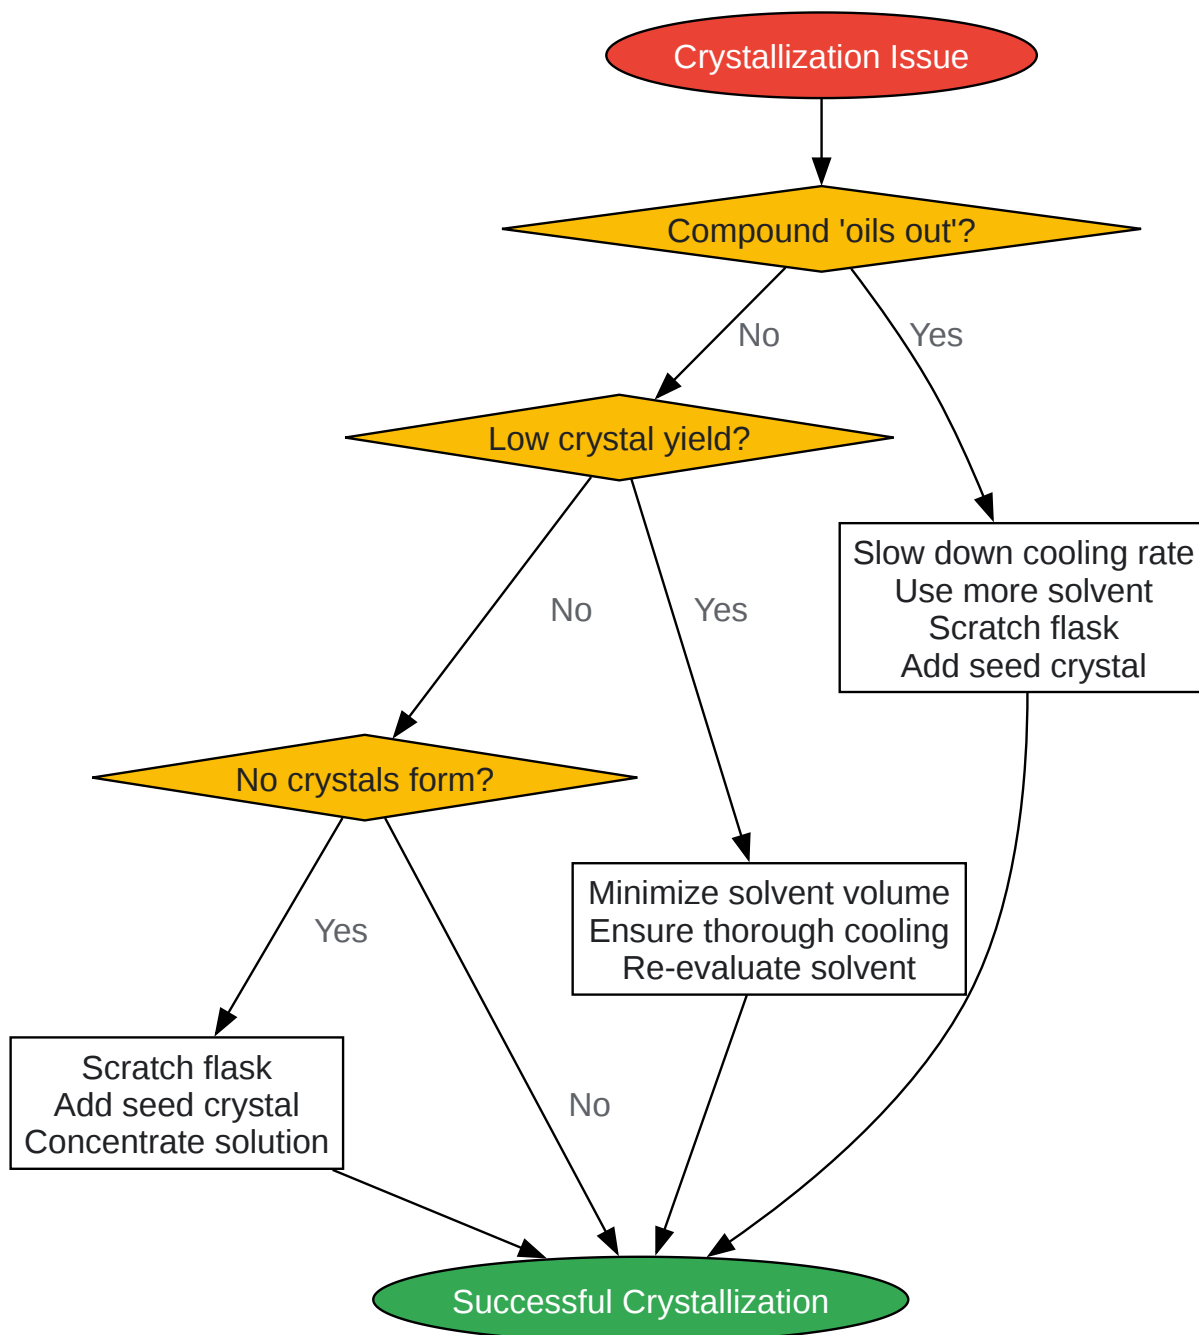 Crystallization Issue
Compound 'oils out'?
No
Yes
Low crystal yield?
Slow down cooling rate
Use more solvent
Scratch flask
Add seed crystal
No
Yes
No crystals form?
Minimize solvent volume
Ensure thorough cooling
Re-evaluate solvent
Yes
Scratch flask
Add seed crystal
Concentrate solution
No
Successful Crystallization